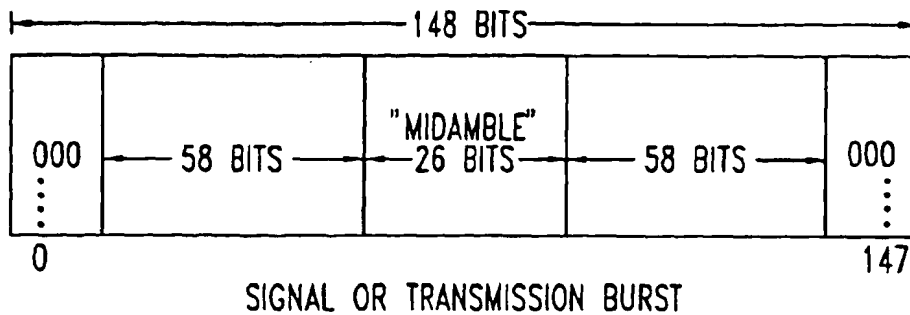 148 BITS
"MIDAMBLE"
000 58 BITS 26 BITS 58 BITS 000
0 147
SIGNAL OR TRANSMISSION BURST